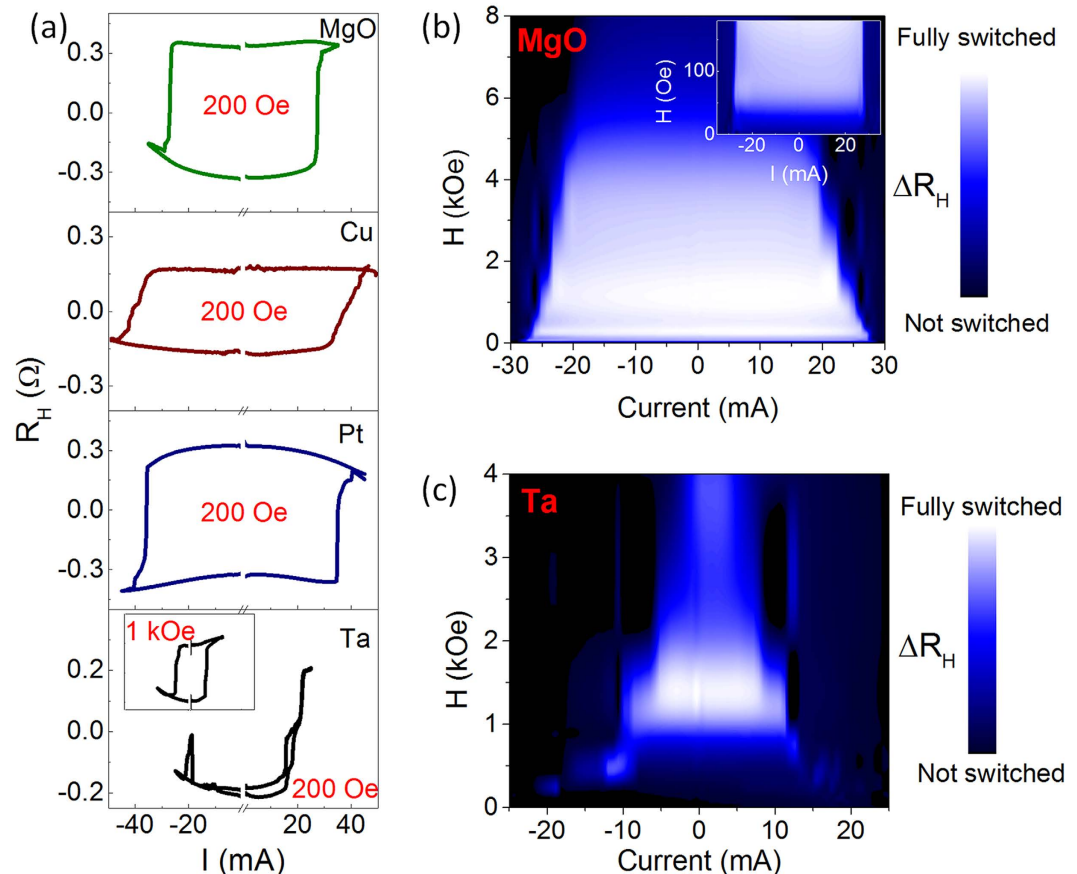 (a)
MgO
0.3
0.0
-0.3
200 Oe
Cu
0.3
0.0
-0.3
200 Oe
Pt
0.3
0.0
-0.3
200 Oe
Ta
1 kOe
0.2
0.0
-0.2
200 Oe
R_H (Ω)
-40 -20 20 40
I (mA)
(b)
MgO
8
6
4
2
0
H (kOe)
-30 -20 -10 0 10 20 30
Current (mA)
100
0
H (Oe)
-20 0 20
I (mA)
Fully switched
ΔR_H
Not switched
(c)
Ta
4
3
2
1
0
H (kOe)
-20 -10 0 10 20
Current (mA)
Fully switched
ΔR_H
Not switched